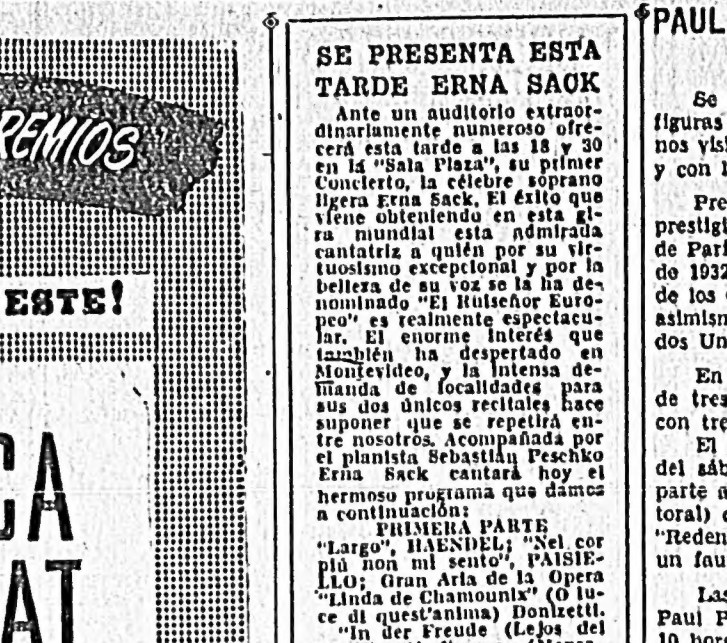 REMIOS
ESTE!
CA
AT
SE PRESENTA ESTA
TARDE ERNA SACK
Ante un auditorio extraor-
dinariamente numeroso ofre-
cerá esta tarde a las 18 y 30
en la "Sala Plaza", su primer
Concierto, la célebre soprano
ligera Erna Sack. El éxito que
viene obteniendo en esta gi-
ra mundial esta admirada
cantatriz a quién por su vir-
tuosismo excepcional y por la
belleza de su voz se la ha de-
nominado "El Ruiseñor Euro-
peo" es realmente espectacu-
lar. El enorme interés que
también ha despertado en
Montevideo, y la intensa de-
manda de localidades para
sus dos únicos recitales hace
suponer que se repetirá en-
tre nosotros. Acompañada por
el pianista Sebastián Peschko
Erna Sack cantará hoy el
hermoso programa que damos
a continuación:
PRIMERA PARTE
"Largo", HAENDEL; "Nel cor
piú non mi sento", PAISIE-
LLO; Gran Aria de la Opera
"Linda de Chamounix" (O lu-
ce di quest'anima) Donizetti.
"In der Freude (Lejos del
PAUL
Se
figuras
nos visi
y con l
Pre
prestigi
de Parí
de 1932
de los
asimism
dos Un
En
de tres
con tre
El
del sáb
parte a
toral) c
"Reden
un fau
Las
Paul
10 hor